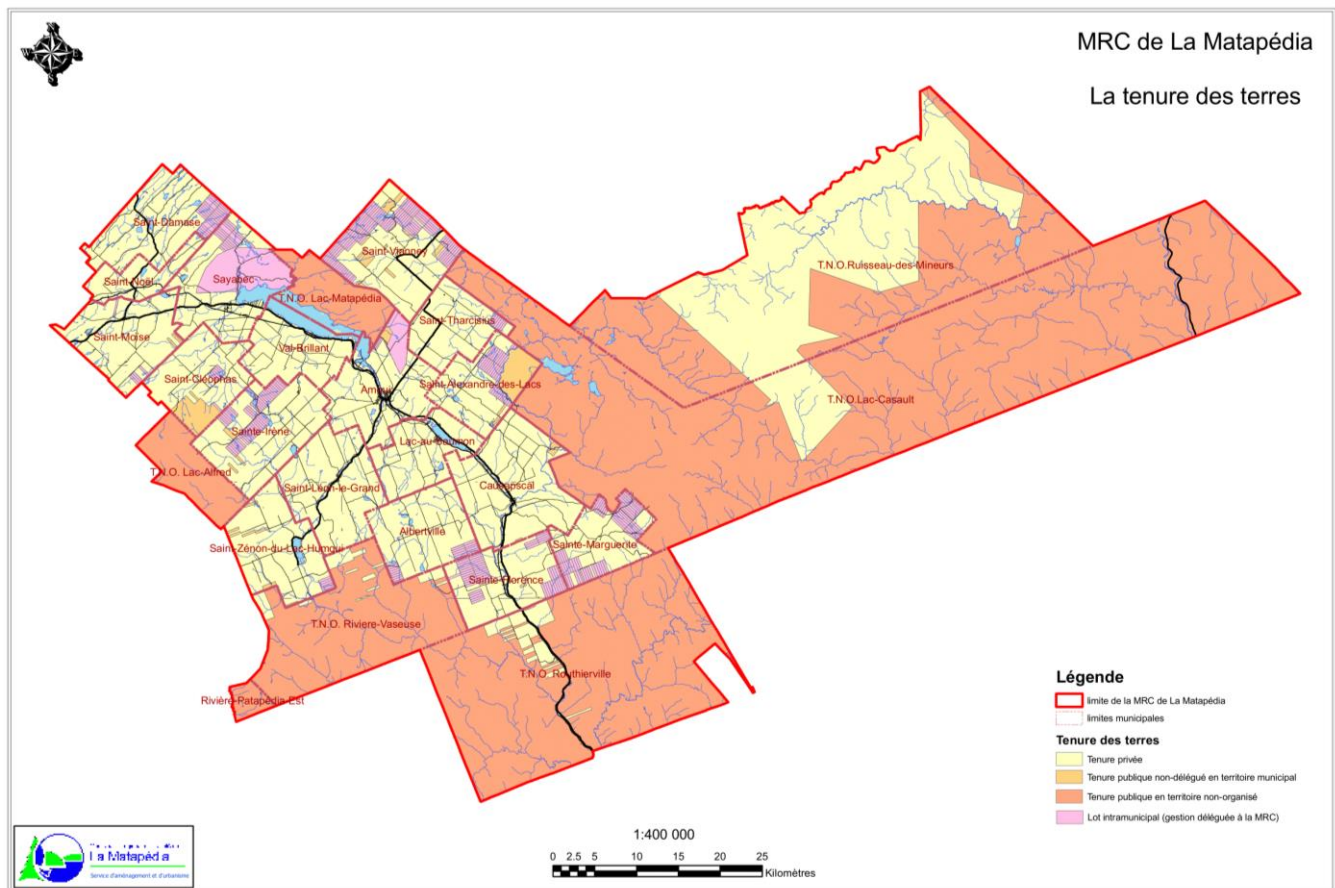 MRC de La Matapédia
La tenure des terres
Saint-Damase
Saint-Vianney
Saint-Noël
Sayabec
T.N.O.Ruisseau-des-Mineurs
T.N.O. Lac-Matapédia
Saint-Tharcisius
Saint-Moïse
Val-Brillant
Saint-Cléophas
Amqui
Saint-Alexandre-des-Lacs
T.N.O.Lac-Casault
Sainte-Irène
Lac-au-Saumon
T.N.O. Lac-Alfred
Saint-Léon-le-Grand
Causapscal
Albertville
Saint-Zénon-du-Lac-Humqui
Sainte-Marguerite
Sainte-Florence
T.N.O. Rivière-Vaseuse
T.N.O. Routhierville
Rivière-Patapédia-Est
Légende
limite de la MRC de La Matapédia
limites municipales
Tenure des terres
Tenure privée
Tenure publique non-délégué en territoire municipal
Tenure publique en territoire non-organisé
Lot intramunicipal (gestion déléguée à la MRC)
1:400 000
0 2.5 5 10 15 20 25
Kilomètres
La Matapédia
Service d'aménagement et d'urbanisme